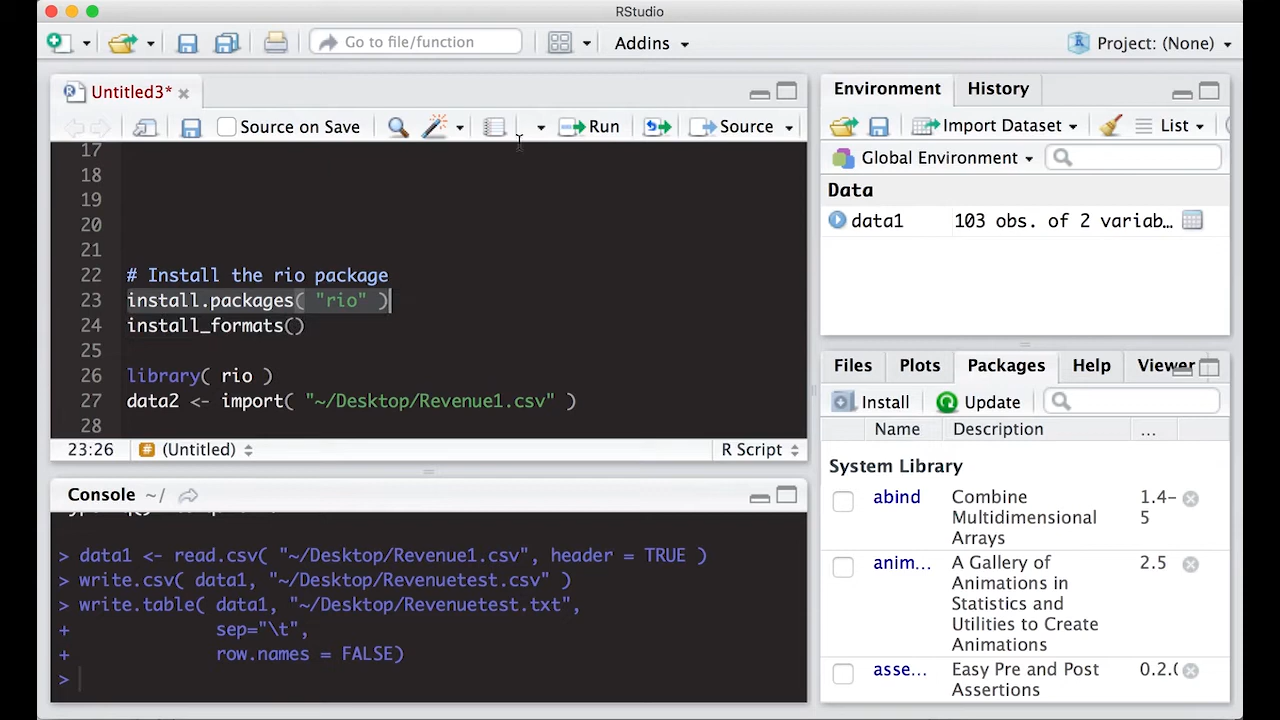 RStudio
Go to file/function
Addins
Project: (None)
Untitled3*
Source on Save
Run
Source
17
18
19
20
21
22 # Install the rio package
23 install.packages( "rio" )
24 install_formats()
25
26 library( rio )
27 data2 <- import( "~/Desktop/Revenue1.csv" )
28
23:26 (Untitled) R Script
Console ~/
> data1 <- read.csv( "~/Desktop/Revenue1.csv", header = TRUE )
> write.csv( data1, "~/Desktop/Revenuetest.csv" )
> write.table( data1, "~/Desktop/Revenuetest.txt",
+ sep="\t",
+ row.names = FALSE)
>
Environment History
Import Dataset List
Global Environment
Data
data1 103 obs. of 2 variab…
Files Plots Packages Help Viewer
Install Update
Name Description ...
System Library
abind Combine 1.4-
Multidimensional 5
Arrays
anim… A Gallery of 2.5
Animations in
Statistics and
Utilities to Create
Animations
asse… Easy Pre and Post 0.2.
Assertions